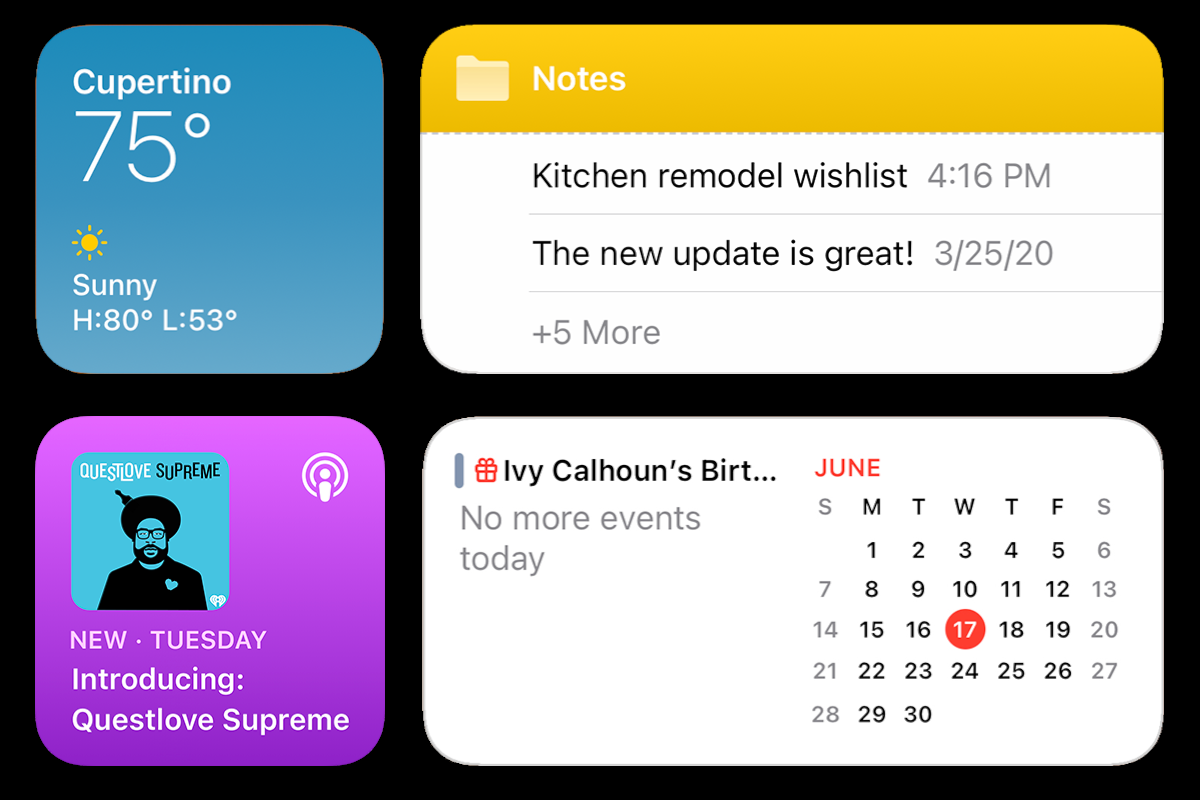 Cupertino
75°
Sunny
H:80° L:53°
Notes
Kitchen remodel wishlist 4:16 PM
The new update is great! 3/25/20
+5 More
QUESTLOVE SUPREME
NEW · TUESDAY
Introducing:
Questlove Supreme
Ivy Calhoun’s Birt...
No more events
today
JUNE
S M T W T F S
1 2 3 4 5 6
7 8 9 10 11 12 13
14 15 16 17 18 19 20
21 22 23 24 25 26 27
28 29 30